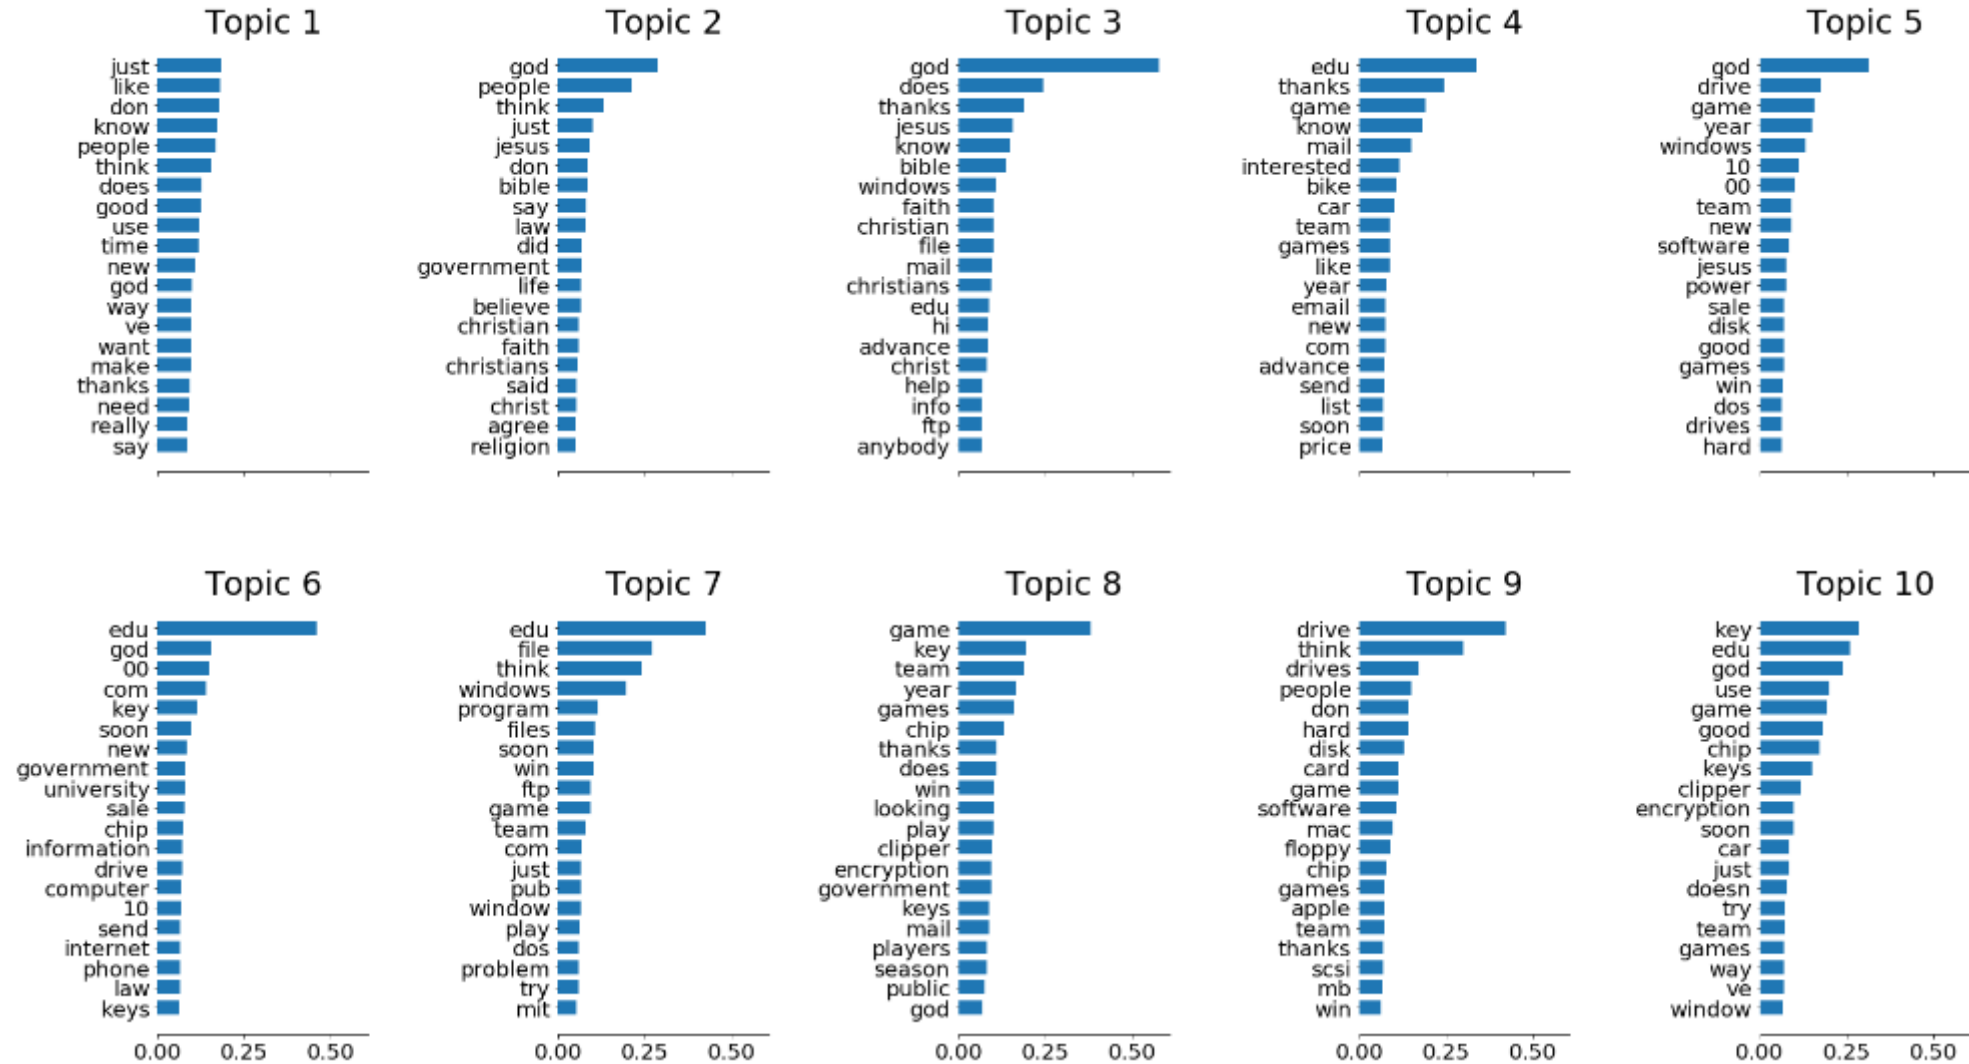 Topic 1
just
like
don
know
people
think
does
good
use
time
new
god
way
ve
want
make
thanks
need
really
say
Topic 2
god
people
think
just
jesus
don
bible
say
law
did
government
life
believe
christian
faith
christians
said
christ
agree
religion
Topic 3
god
does
thanks
jesus
know
bible
windows
faith
christian
file
mail
christians
edu
hi
advance
christ
help
info
ftp
anybody
Topic 4
edu
thanks
game
know
mail
interested
bike
car
team
games
like
year
email
new
com
advance
send
list
soon
price
Topic 5
god
drive
game
year
windows
10
00
team
new
software
jesus
power
sale
disk
good
games
win
dos
drives
hard
Topic 6
edu
god
00
com
key
soon
new
government
university
sale
chip
information
drive
computer
10
send
internet
phone
law
keys
0.00 0.25 0.50
Topic 7
edu
file
think
windows
program
files
soon
win
ftp
game
team
com
just
pub
window
play
dos
problem
try
mit
0.00 0.25 0.50
Topic 8
game
key
team
year
games
chip
thanks
does
win
looking
play
clipper
encryption
government
keys
mail
players
season
public
god
0.00 0.25 0.50
Topic 9
drive
think
drives
people
don
hard
disk
card
game
software
mac
floppy
chip
games
apple
team
thanks
scsi
mb
win
0.00 0.25 0.50
Topic 10
key
edu
god
use
game
good
chip
keys
clipper
encryption
soon
car
just
doesn
try
team
games
way
ve
window
0.00 0.25 0.50